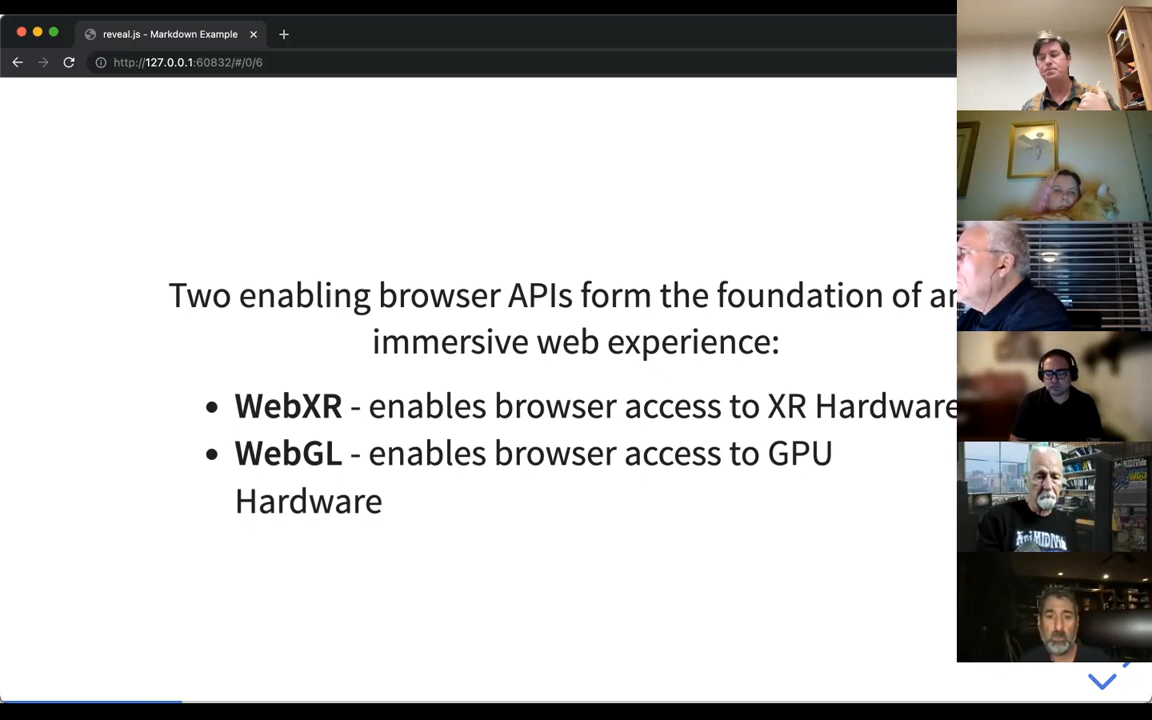 reveal.js - Markdown Example
http://127.0.0.1:60832/#/0/6
Two enabling browser APIs form the foundation of an
immersive web experience:
• WebXR - enables browser access to XR Hardware
• WebGL - enables browser access to GPU
Hardware